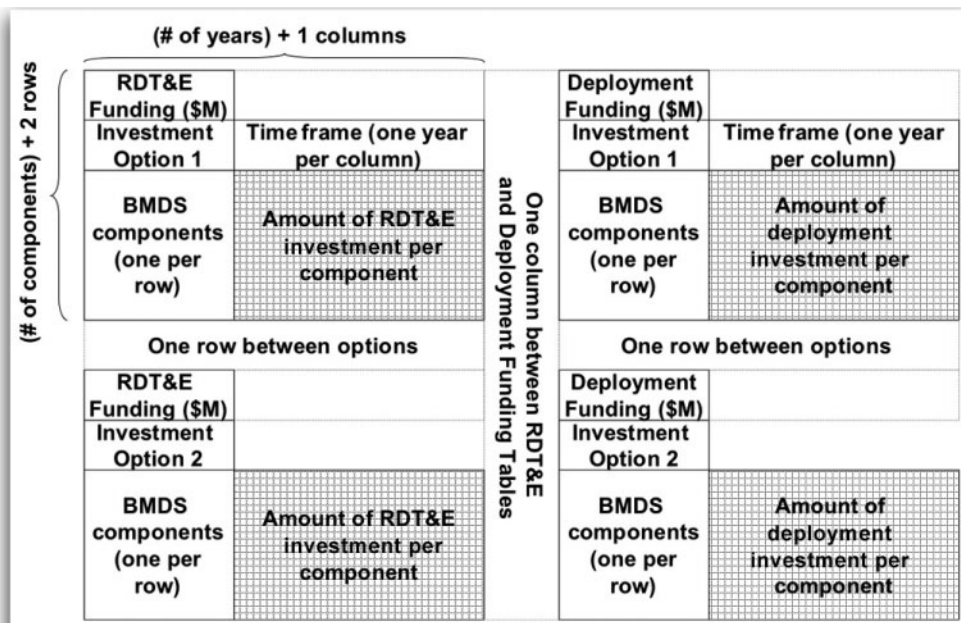 (# of years) + 1 columns
(# of components) + 2 rows
RDT&E
Funding ($M)
Investment
Option 1
Time frame (one year
per column)
BMDS
components
(one per
row)
Amount of RDT&E
investment per
component
One column between RDT&E
and Deployment Funding Tables
Deployment
Funding ($M)
Investment
Option 1
Time frame (one year
per column)
BMDS
components
(one per
row)
Amount of
deployment
investment per
component
One row between options
One row between options
RDT&E
Funding ($M)
Investment
Option 2
BMDS
components
(one per
row)
Amount of RDT&E
investment per
component
Deployment
Funding ($M)
Investment
Option 2
BMDS
components
(one per
row)
Amount of
deployment
investment per
component